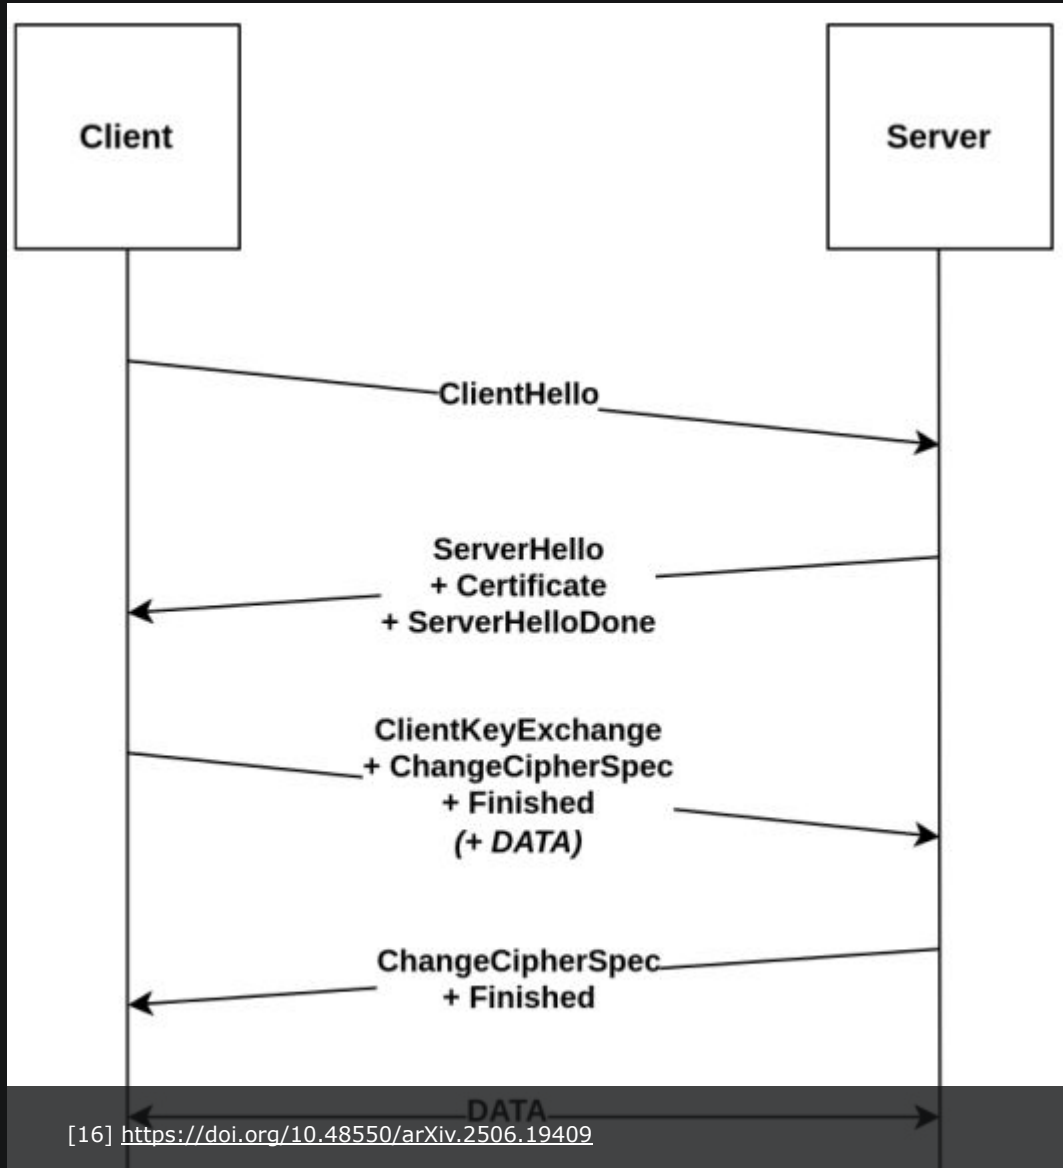 Client
Server
ClientHello
ServerHello
+ Certificate
+ ServerHelloDone
ClientKeyExchange
+ ChangeCipherSpec
+ Finished
(+ DATA)
ChangeCipherSpec
+ Finished
DATA
[16] https://doi.org/10.48550/arXiv.2506.19409